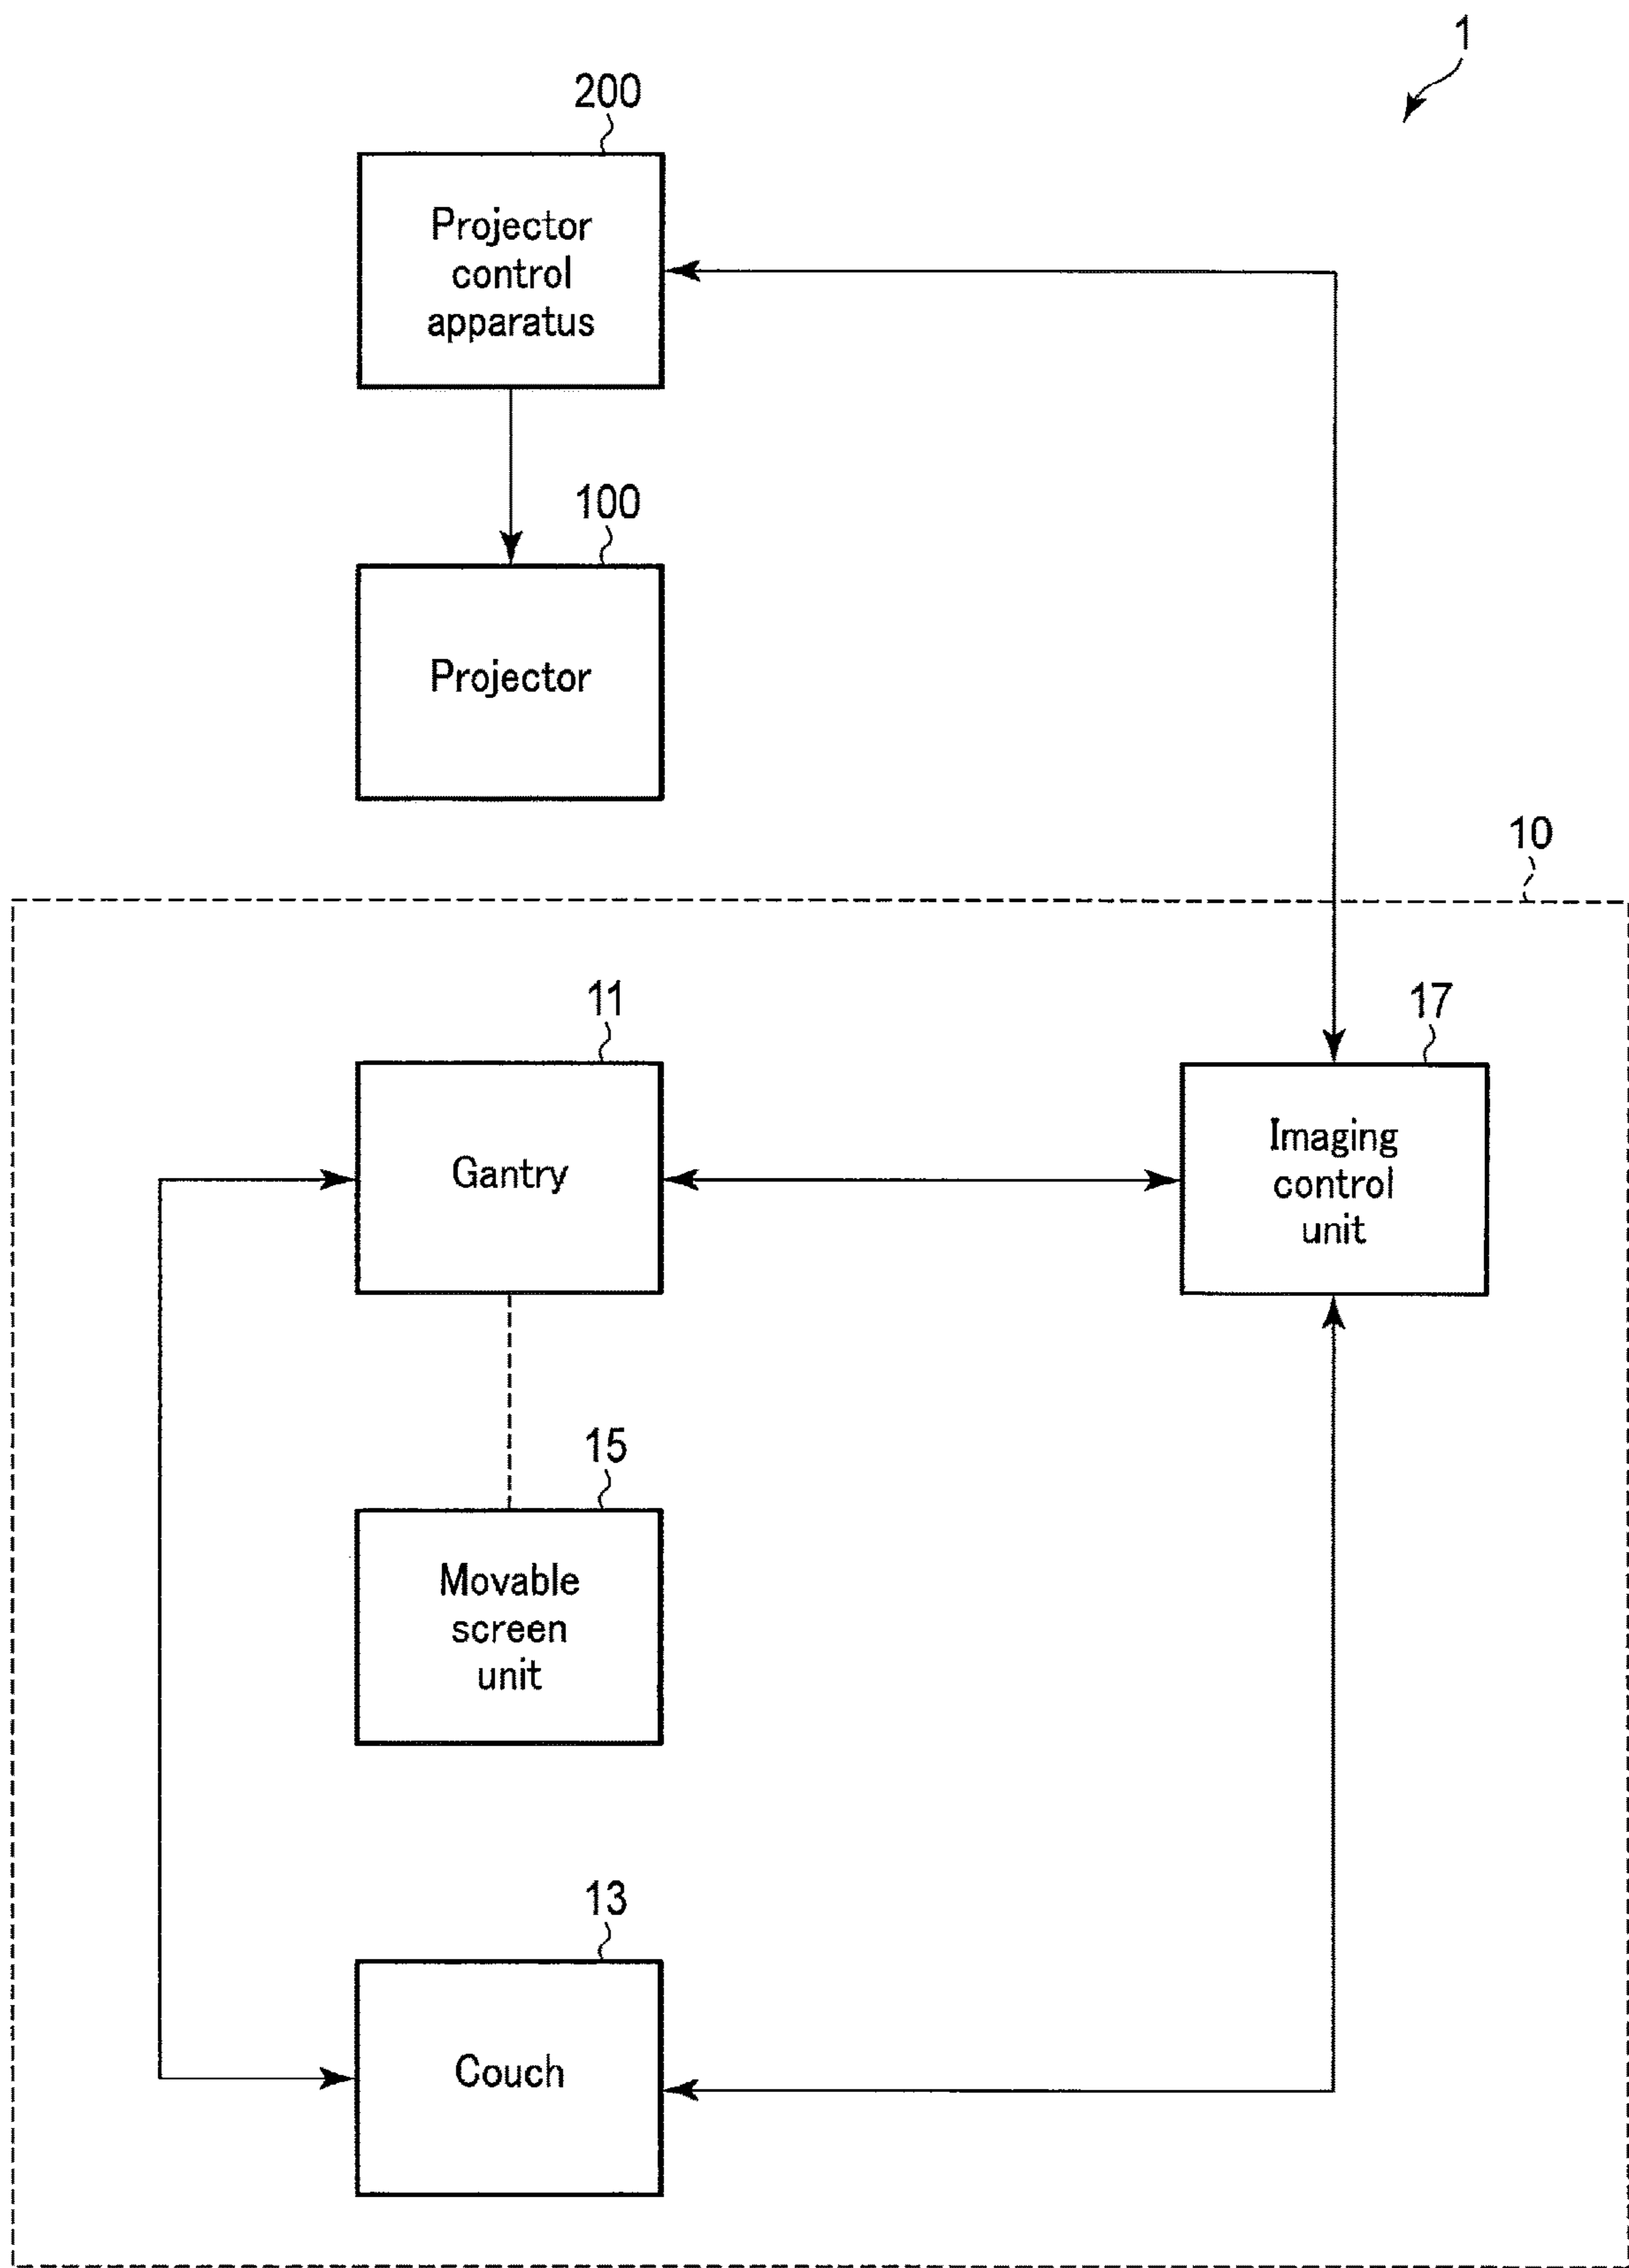 1
200
Projector
control
apparatus
100
Projector
10
11
Gantry
17
Imaging
control
unit
15
Movable
screen
unit
13
Couch